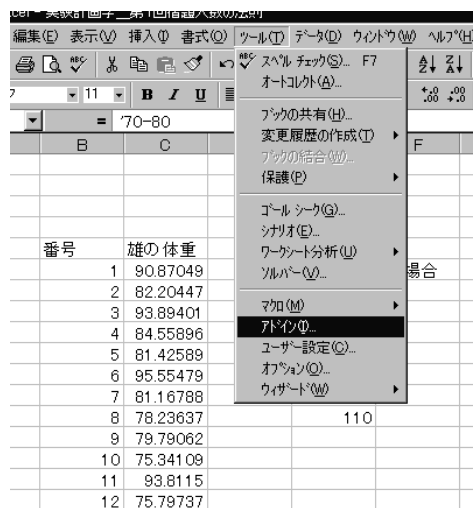 xcel - 実験計画学__第1回宿題大数の法則
編集(E) 表示(V) 挿入(I) 書式(O) ツール(T) データ(D) ウィンドウ(W) ヘルプ(H
11 B I U
= '70-80
B C F
スペル チェック(S)... F7
オートコレクト(A)...
ブックの共有(H)...
変更履歴の作成(T)
ブックの結合(W)...
保護(P)
ゴール シーク(G)...
シナリオ(E)...
ワークシート分析(U)
ソルバー(V)...
マクロ(M)
アドイン(I)...
ユーザー設定(C)...
オプション(O)...
ウィザード(W)
番号 雄の体重
1 90.87049 場合
2 82.20447
3 93.89401
4 84.55896
5 81.42589
6 95.55479
7 81.16788
8 78.23637 110
9 79.79062
10 75.34109
11 93.8115
12 75.79737